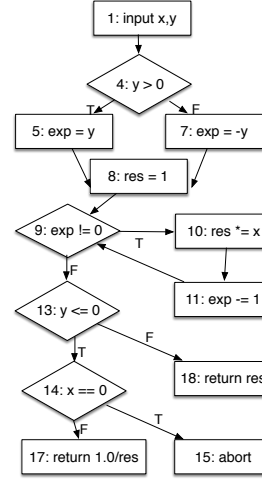 1: input x,y
4: y > 0
T F
5: exp = y 7: exp = -y
8: res = 1
9: exp != 0 10: res *= x
T
F
11: exp -= 1
13: y <= 0
F
T
18: return res
14: x == 0
T
F
17: return 1.0/res 15: abort